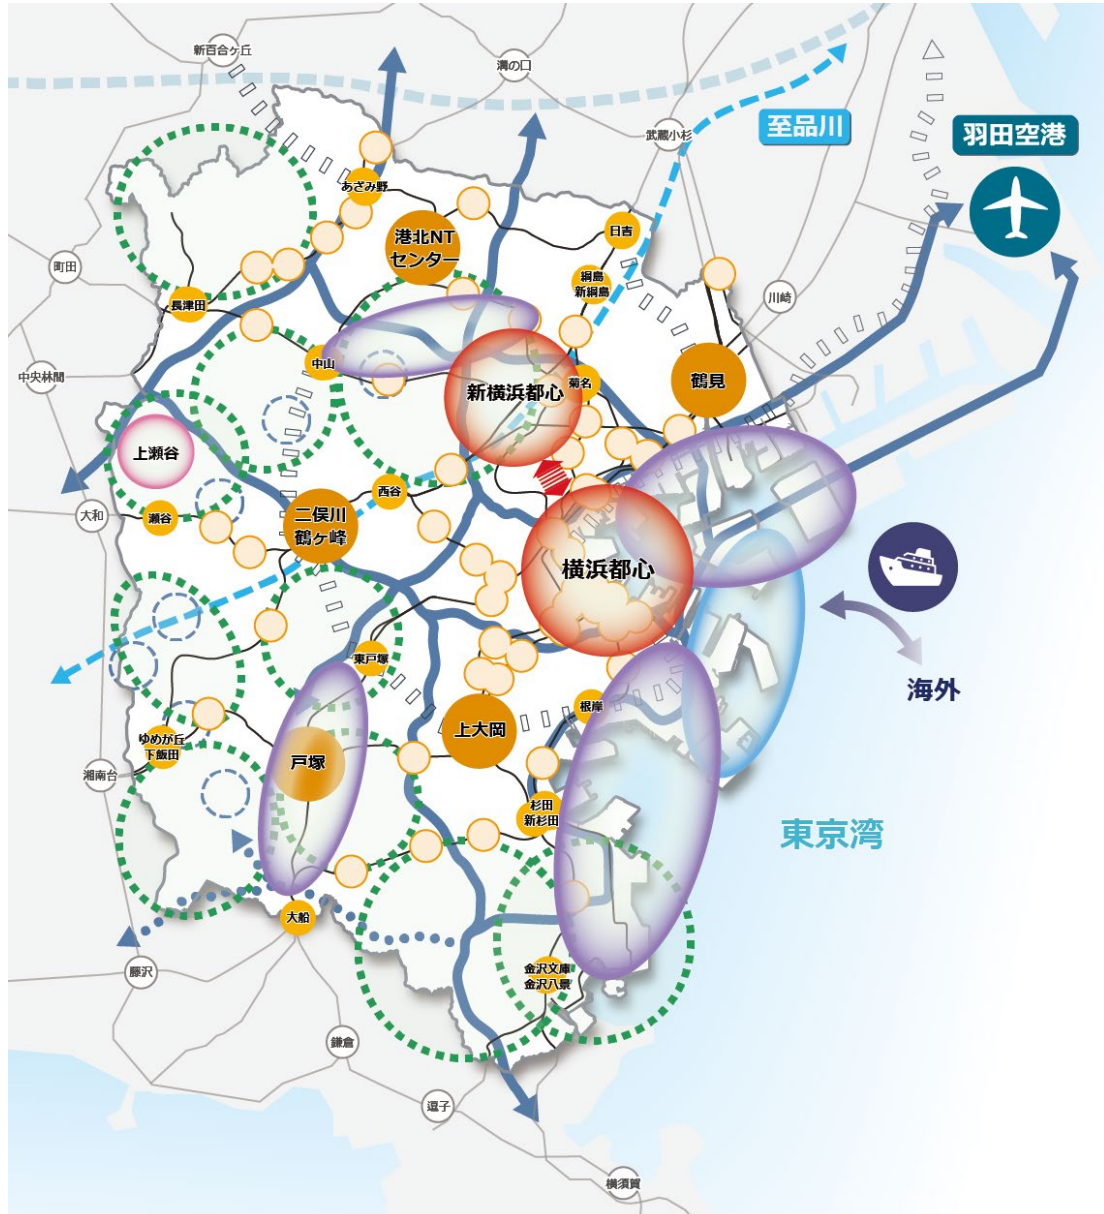 新百合ヶ丘
溝の口
至品川
武蔵小杉
羽田空港
あざみ野
港北NT
センター
日吉
町田
綱島
新綱島
長津田
川崎
中山
中央林間
新横浜都心
菊名
鶴見
上瀬谷
西谷
大和
瀬谷
二俣川
鶴ヶ峰
横浜都心
東戸塚
海外
根岸
ゆめが丘
下飯田
上大岡
戸塚
湘南台
杉田
新杉田
東京湾
大船
藤沢
金沢文庫
金沢八景
鎌倉
逗子
横須賀